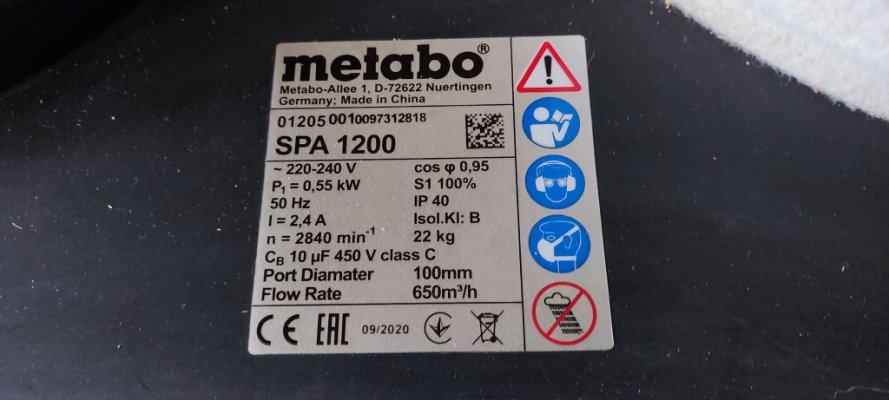 metabo®
Metabo-Allee 1, D-72622 Nuertingen
Germany; Made in China
01205 0010097312818
SPA 1200
~ 220-240 V cos φ 0,95
P₁ = 0,55 kW S1 100%
50 Hz IP 40
I = 2,4 A Isol.Kl: B
n = 2840 min⁻¹ 22 kg
C_B 10 µF 450 V class C
Port Diamater 100mm
Flow Rate 650m³/h
CE EAC 09/2020